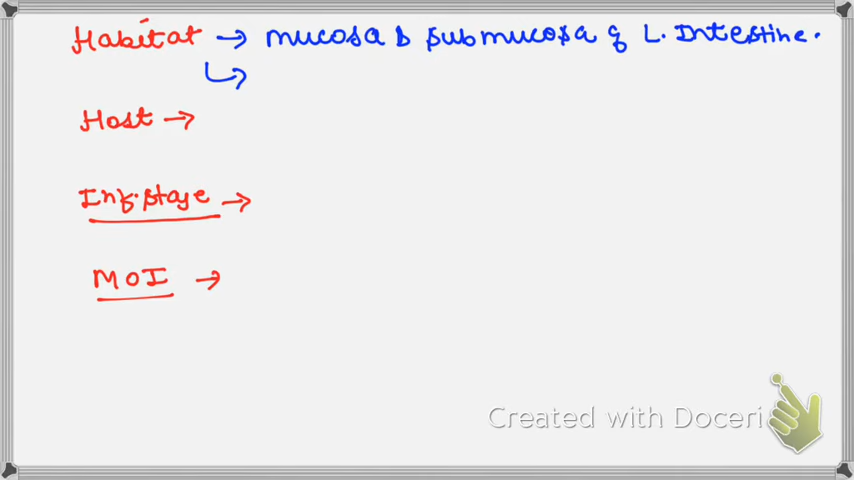 Habitat → mucosa & submucosa of L. Intestine.
↳
Host →
Inf. stage →
MOI →
Created with Doceri